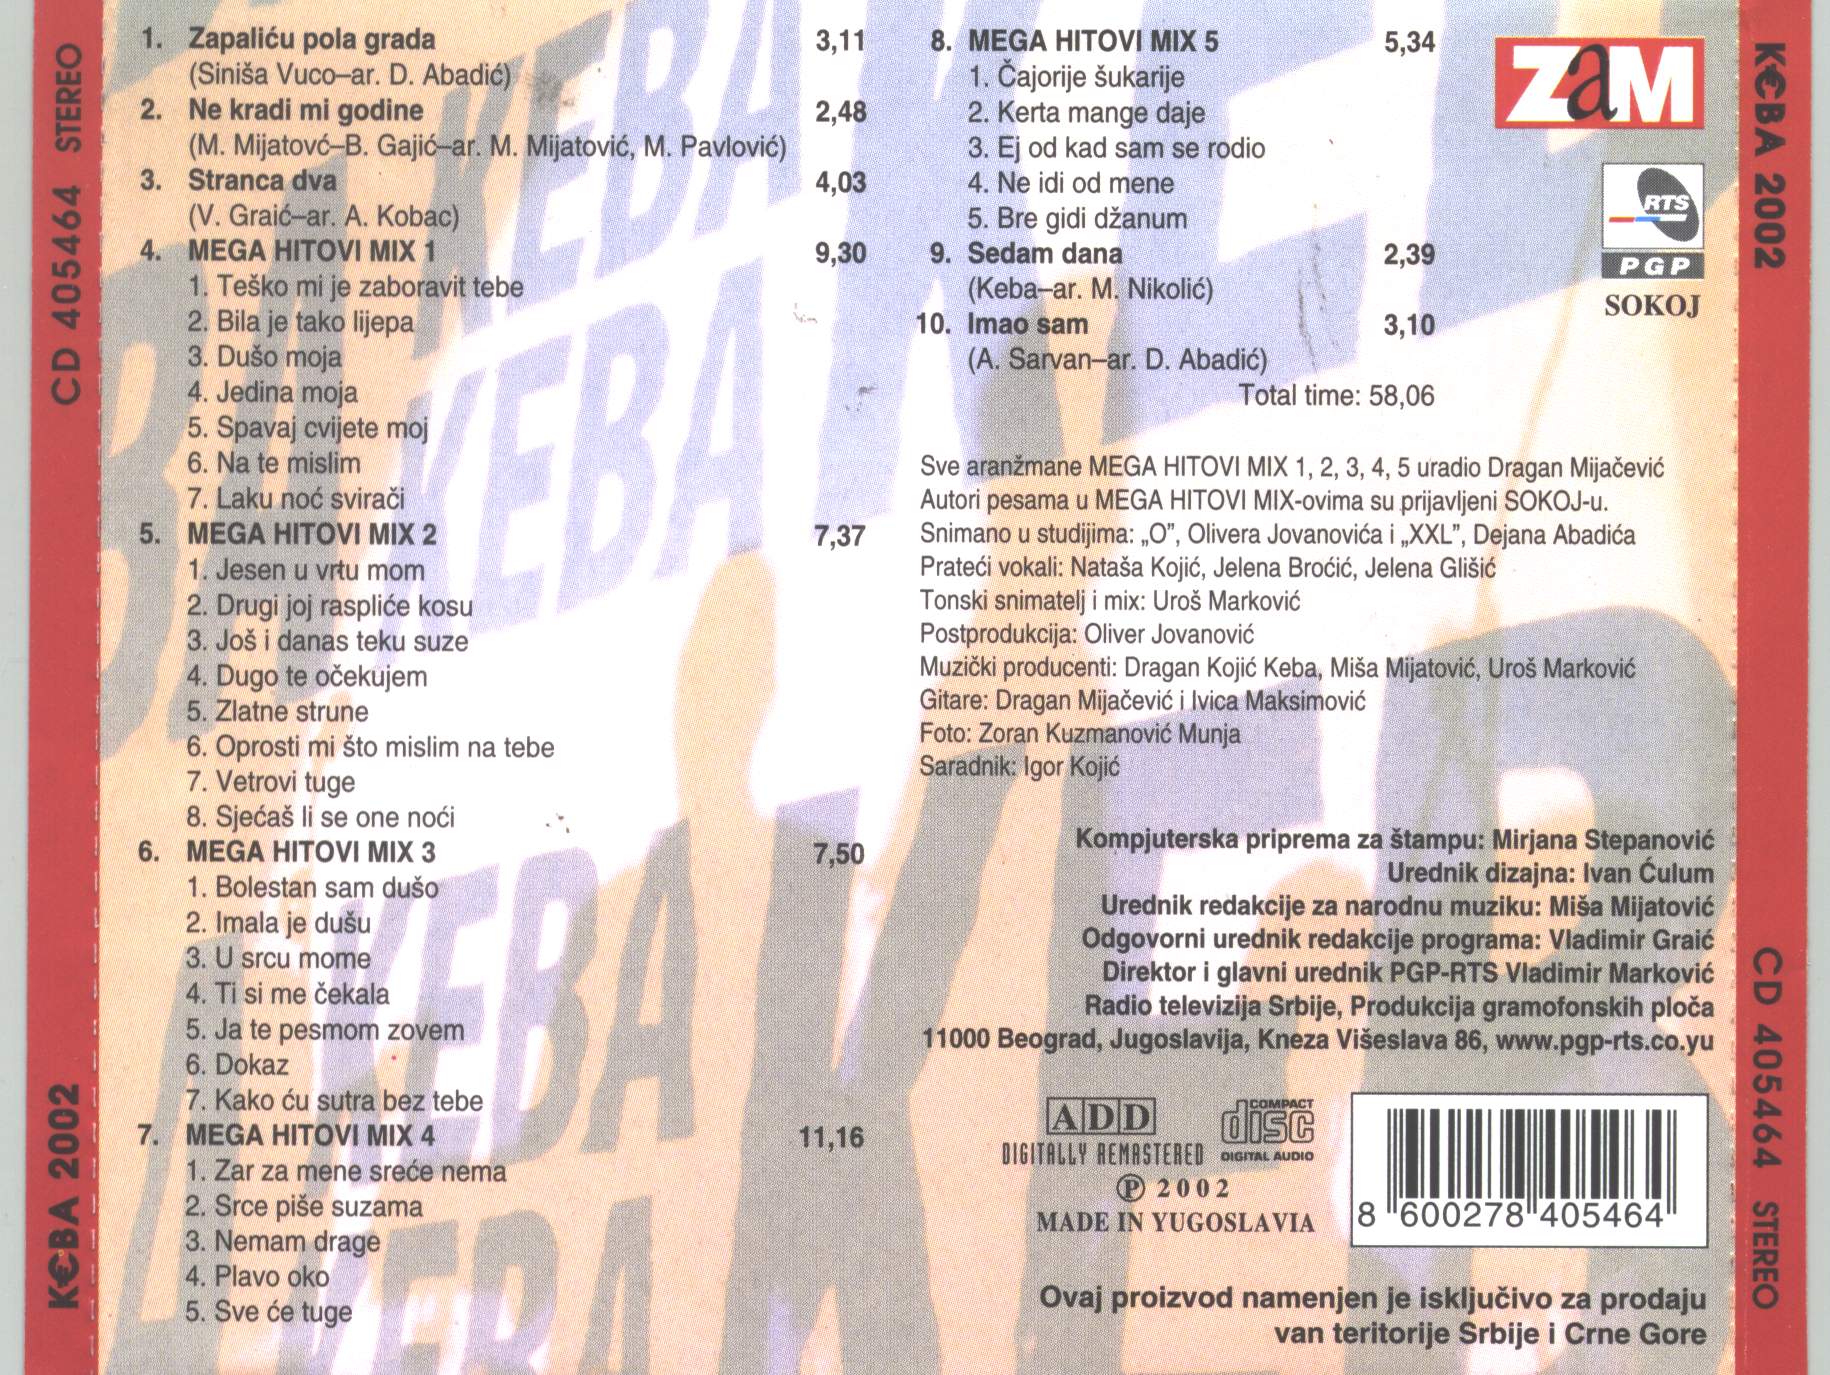 CD 405464 STEREO
KЄBA 2002
1. Zapaliću pola grada 3,11
(Siniša Vuco–ar. D. Abadić)
2. Ne kradi mi godine 2,48
(M. Mijatovć–B. Gajić–ar. M. Mijatović, M. Pavlović)
3. Stranca dva 4,03
(V. Graić–ar. A. Kobac)
4. MEGA HITOVI MIX 1 9,30
1. Teško mi je zaboravit tebe
2. Bila je tako lijepa
3. Dušo moja
4. Jedina moja
5. Spavaj cvijete moj
6. Na te mislim
7. Laku noć svirači
5. MEGA HITOVI MIX 2 7,37
1. Jesen u vrtu mom
2. Drugi joj raspliće kosu
3. Još i danas teku suze
4. Dugo te očekujem
5. Zlatne strune
6. Oprosti mi što mislim na tebe
7. Vetrovi tuge
8. Sjećaš li se one noći
6. MEGA HITOVI MIX 3 7,50
1. Bolestan sam dušo
2. Imala je dušu
3. U srcu mome
4. Ti si me čekala
5. Ja te pesmom zovem
6. Dokaz
7. Kako ću sutra bez tebe
7. MEGA HITOVI MIX 4 11,16
1. Zar za mene sreće nema
2. Srce piše suzama
3. Nemam drage
4. Plavo oko
5. Sve će tuge
8. MEGA HITOVI MIX 5 5,34
1. Čajorije šukarije
2. Kerta mange daje
3. Ej od kad sam se rodio
4. Ne idi od mene
5. Bre gidi džanum
9. Sedam dana 2,39
(Keba–ar. M. Nikolić)
10. Imao sam 3,10
(A. Sarvan–ar. D. Abadić)
Total time: 58,06
ZaM
RTS
PGP
SOKOJ
Sve aranžmane MEGA HITOVI MIX 1, 2, 3, 4, 5 uradio Dragan Mijačević
Autori pesama u MEGA HITOVI MIX-ovima su prijavljeni SOKOJ-u.
Snimano u studijima: „O”, Olivera Jovanovića i „XXL”, Dejana Abadića
Prateći vokali: Nataša Kojić, Jelena Broćić, Jelena Glišić
Tonski snimatelj i mix: Uroš Marković
Postprodukcija: Oliver Jovanović
Muzički producenti: Dragan Kojić Keba, Miša Mijatović, Uroš Marković
Gitare: Dragan Mijačević i Ivica Maksimović
Foto: Zoran Kuzmanović Munja
Saradnik: Igor Kojić
Kompjuterska priprema za štampu: Mirjana Stepanović
Urednik dizajna: Ivan Ćulum
Urednik redakcije za narodnu muziku: Miša Mijatović
Odgovorni urednik redakcije programa: Vladimir Graić
Direktor i glavni urednik PGP-RTS Vladimir Marković
Radio televizija Srbije, Produkcija gramofonskih ploča
11000 Beograd, Jugoslavija, Kneza Višeslava 86, www.pgp-rts.co.yu
ADD
DIGITALLY REMASTERED
COMPACT
disc
DIGITAL AUDIO
Ⓟ 2002
MADE IN YUGOSLAVIA
8 600278 405464
Ovaj proizvod namenjen je isključivo za prodaju
van teritorije Srbije i Crne Gore
KЄBA 2002
CD 405464 STEREO
KEBA
KEBA
KEBA
KEBA